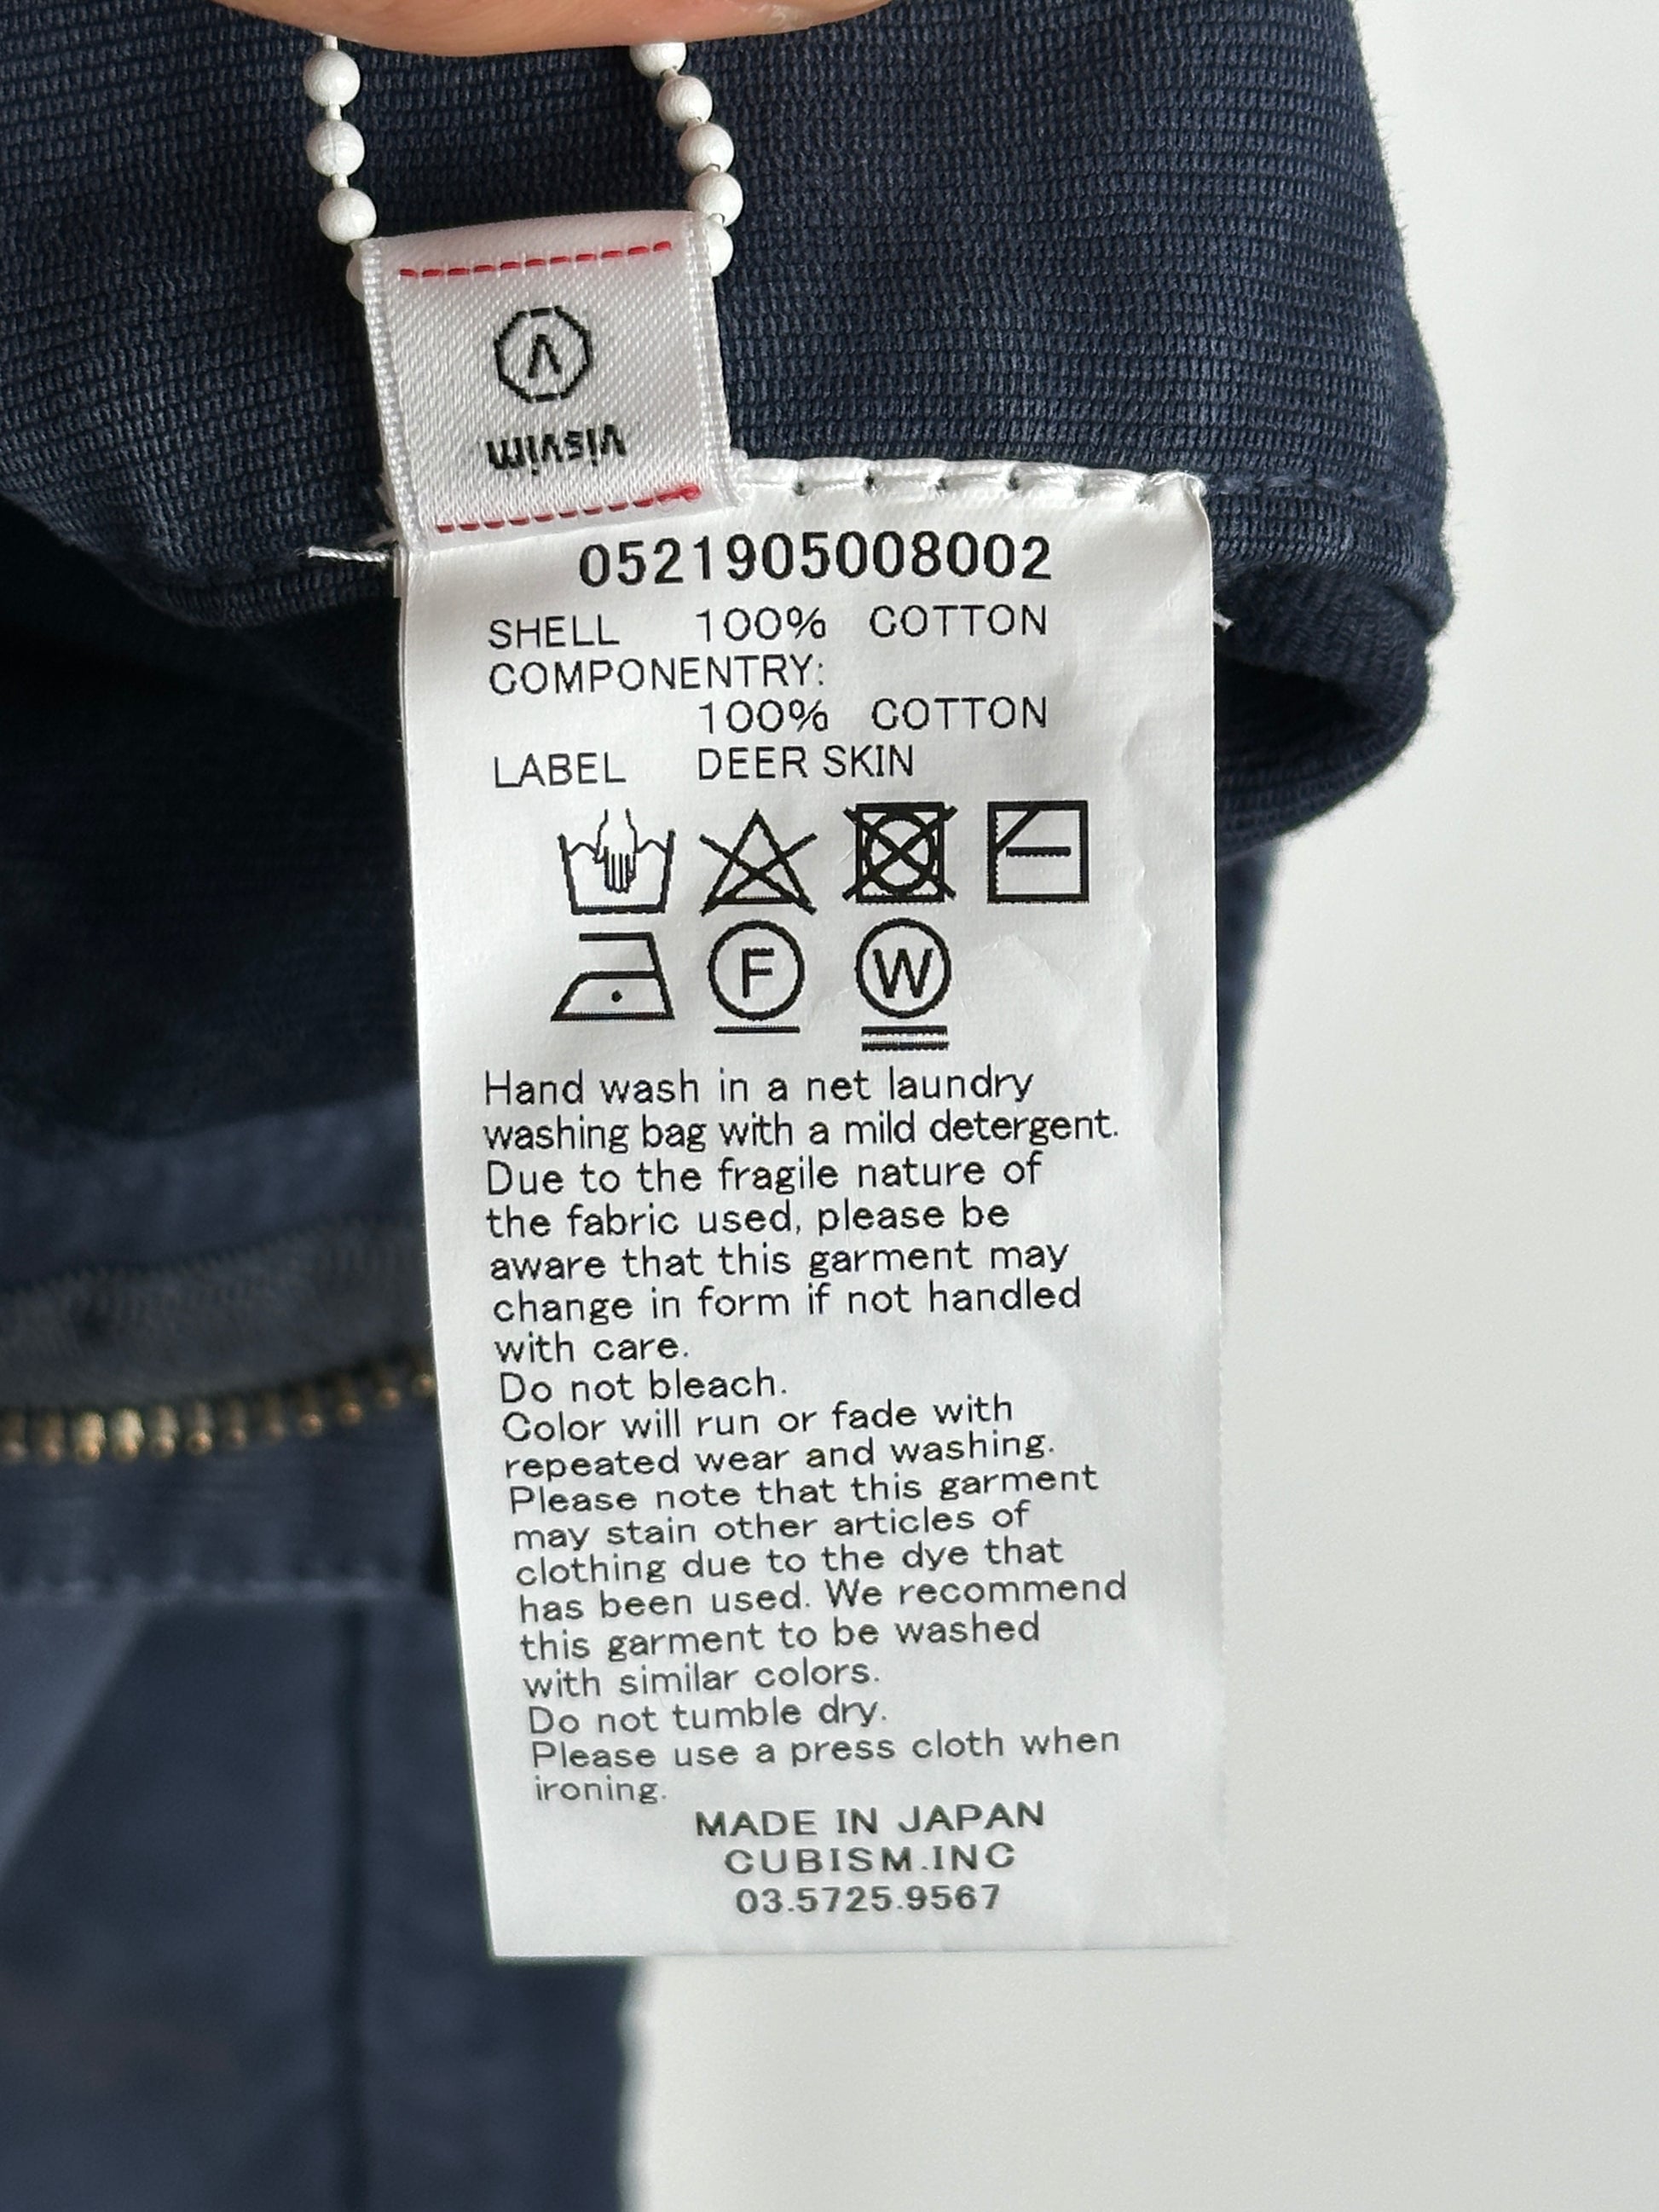 visvim
0521905008002
SHELL 100% COTTON
COMPONENTRY:
100% COTTON
LABEL DEER SKIN
F W
Hand wash in a net laundry
washing bag with a mild detergent.
Due to the fragile nature of
the fabric used, please be
aware that this garment may
change in form if not handled
with care.
Do not bleach.
Color will run or fade with
repeated wear and washing.
Please note that this garment
may stain other articles of
clothing due to the dye that
has been used. We recommend
this garment to be washed
with similar colors.
Do not tumble dry.
Please use a press cloth when
ironing.
MADE IN JAPAN
CUBISM.INC
03.5725.9567